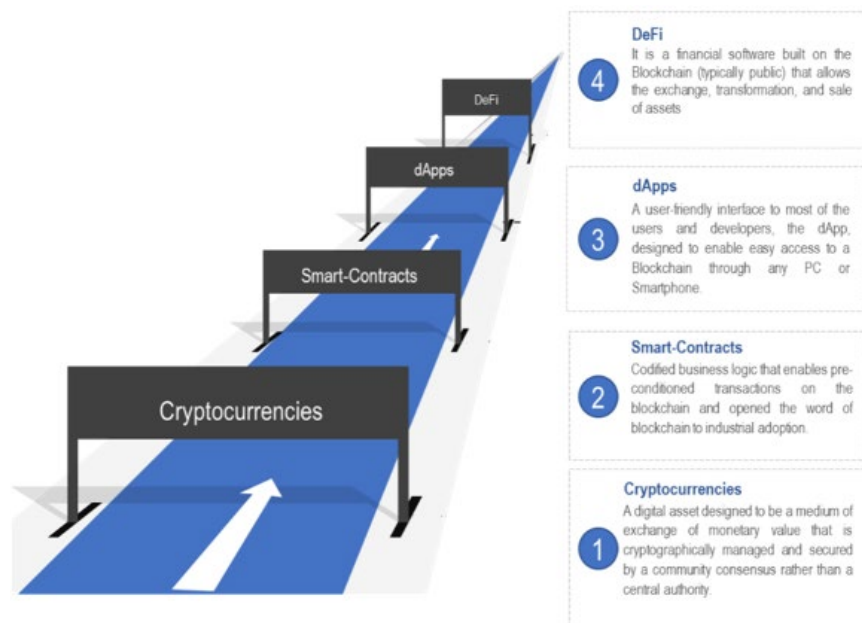 DeFi
dApps
Smart-Contracts
Cryptocurrencies
4
DeFi
It is a financial software built on the
Blockchain (typically public) that allows
the exchange, transformation, and sale
of assets
3
dApps
A user-friendly interface to most of the
users and developers, the dApp,
designed to enable easy access to a
Blockchain through any PC or
Smartphone.
2
Smart-Contracts
Codified business logic that enables pre-
conditioned transactions on the
blockchain and opened the word of
blockchain to industrial adoption.
1
Cryptocurrencies
A digital asset designed to be a medium of
exchange of monetary value that is
cryptographically managed and secured
by a community consensus rather than a
central authority.